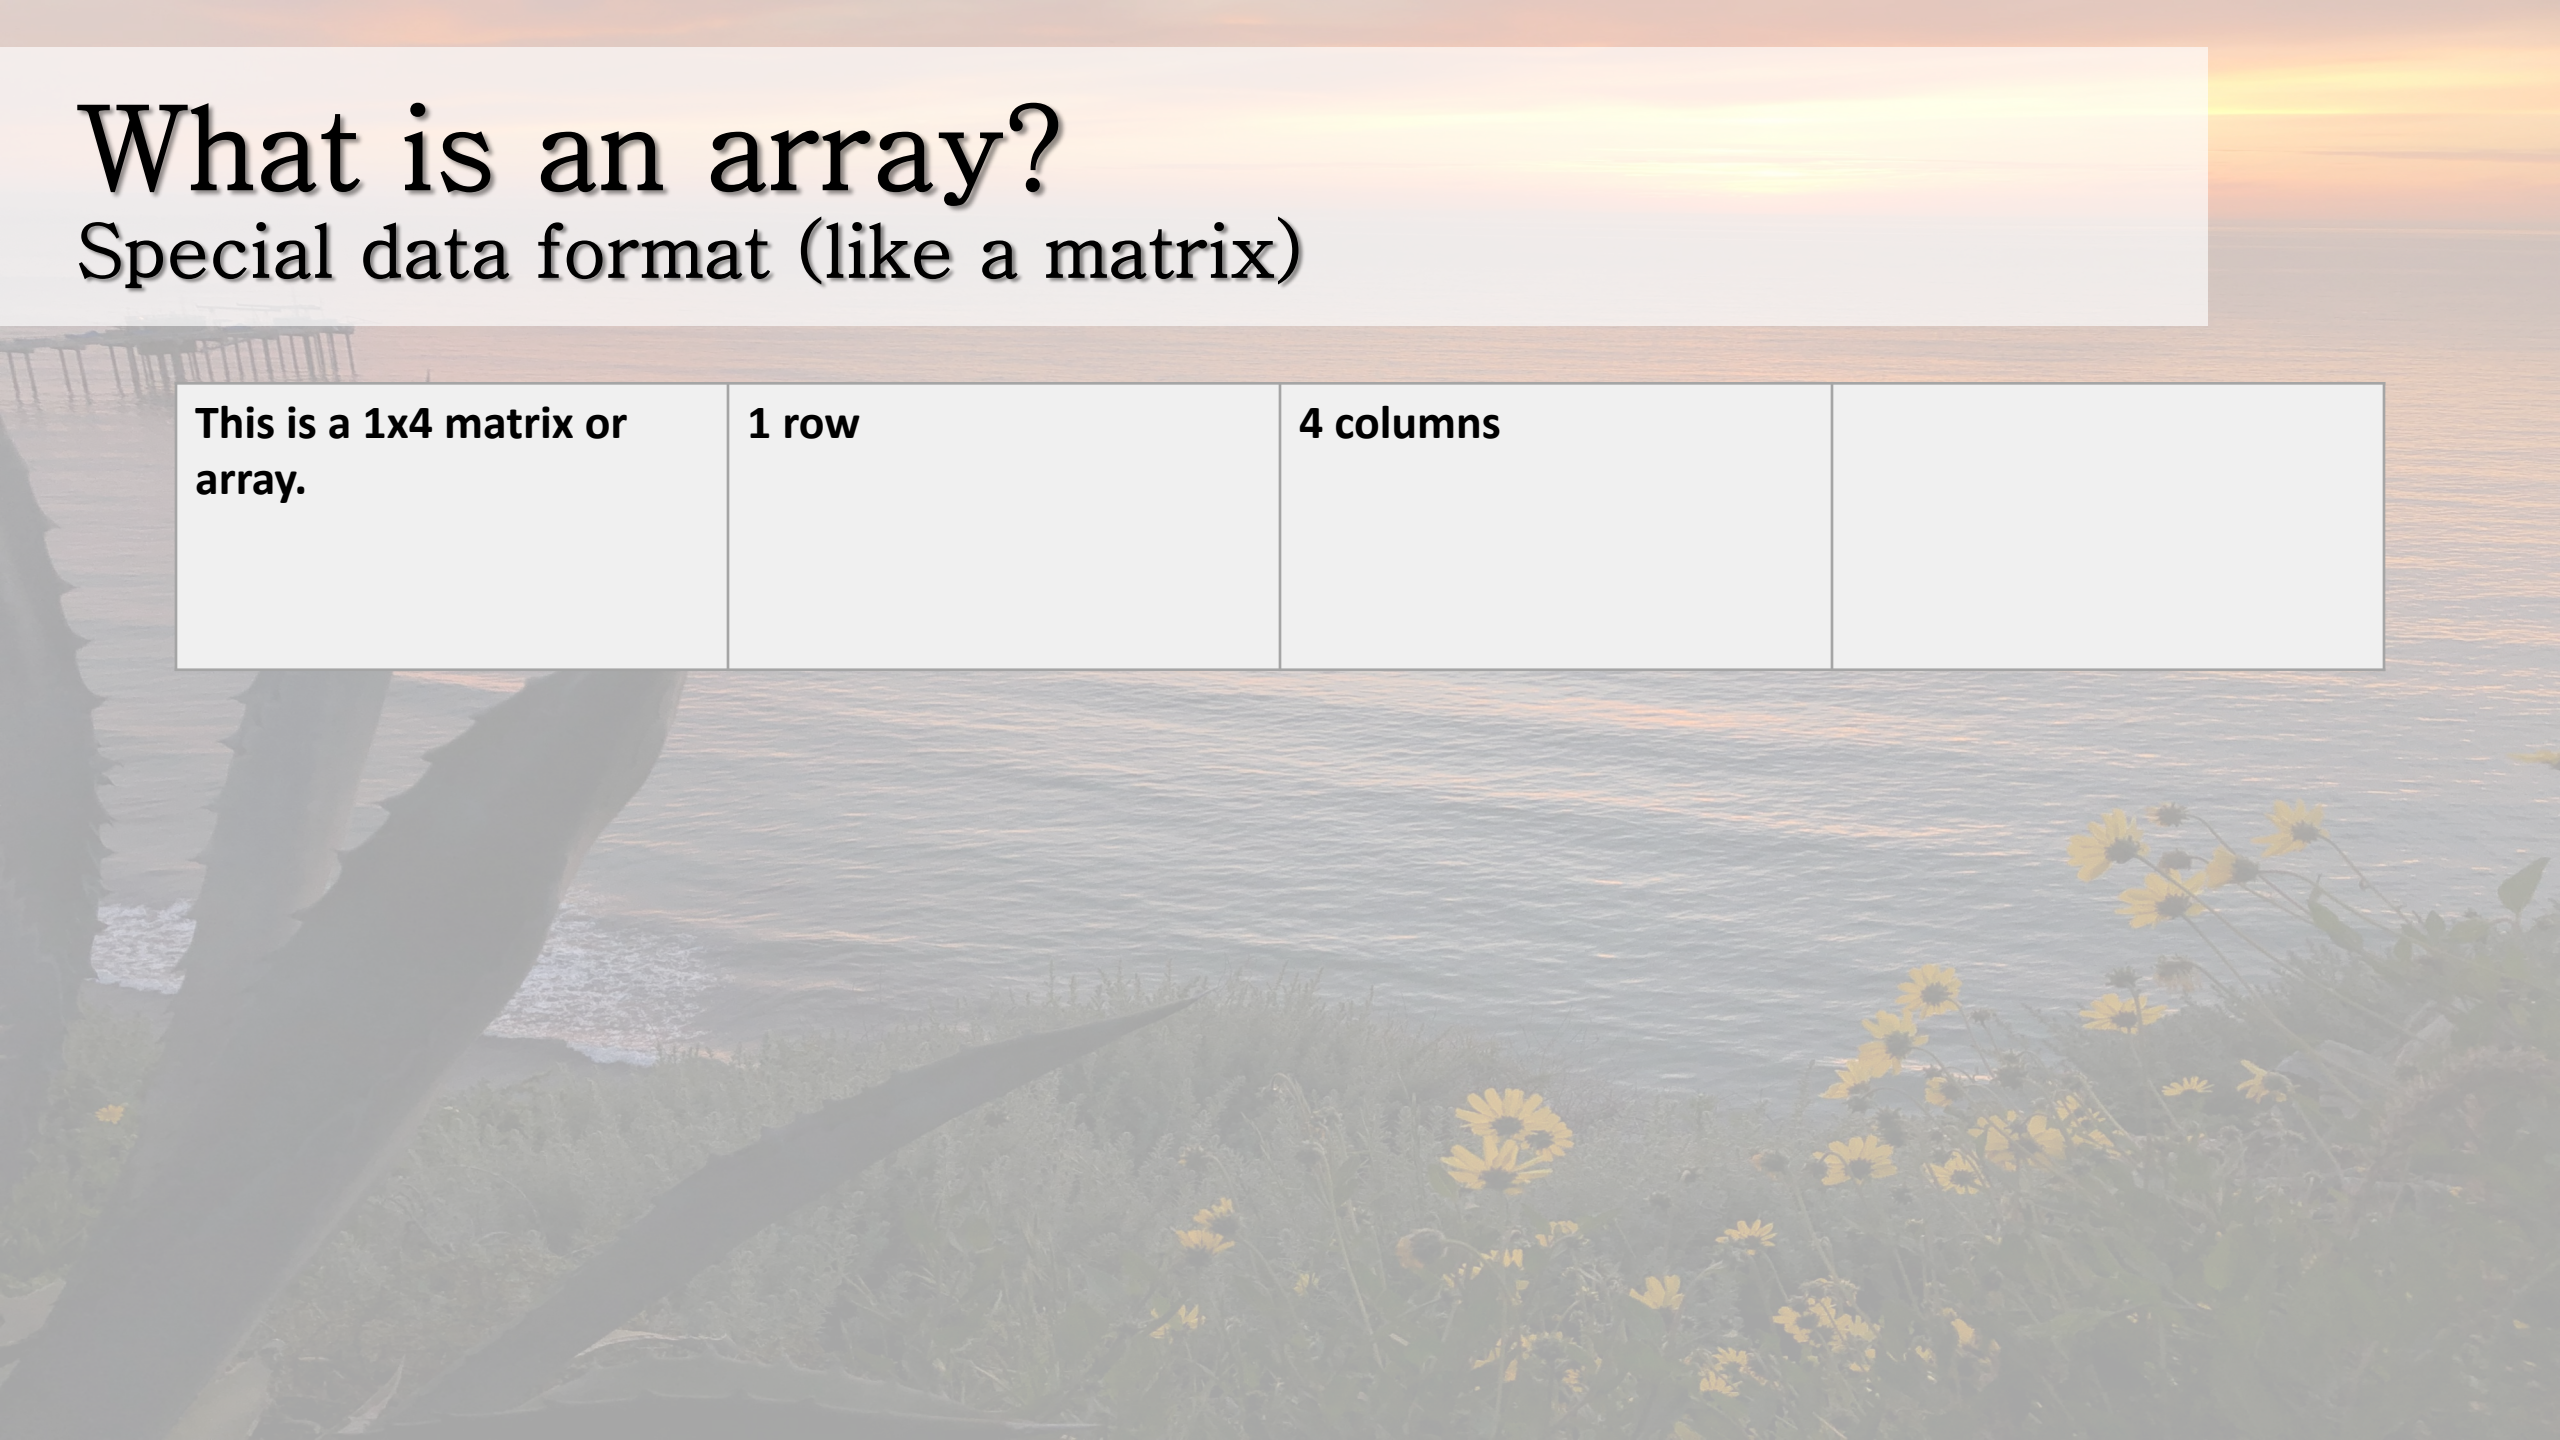 What is an array?
Special data format (like a matrix)
This is a 1x4 matrix or
array.
1 row
4 columns